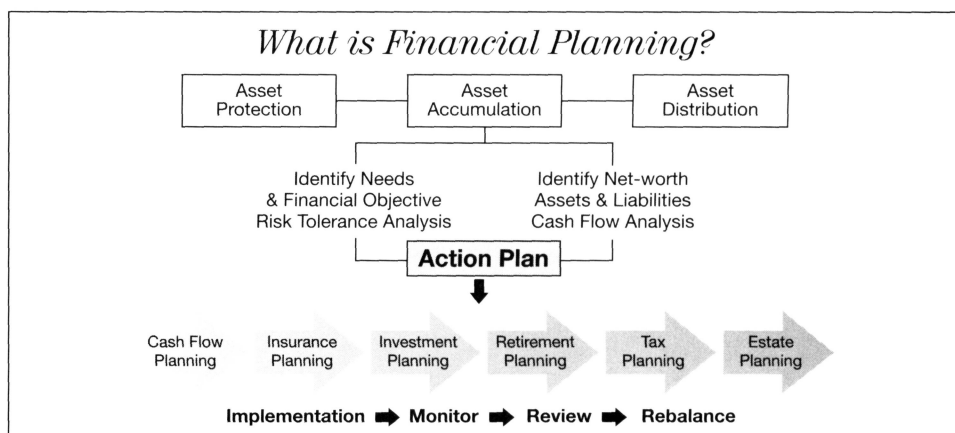 What is Financial Planning?
Asset
Protection
Asset
Accumulation
Asset
Distribution
Identify Needs
& Financial Objective
Risk Tolerance Analysis
Identify Net-worth
Assets & Liabilities
Cash Flow Analysis
Action Plan
Cash Flow
Planning
Insurance
Planning
Investment
Planning
Retirement
Planning
Tax
Planning
Estate
Planning
Implementation ➡ Monitor ➡ Review ➡ Rebalance